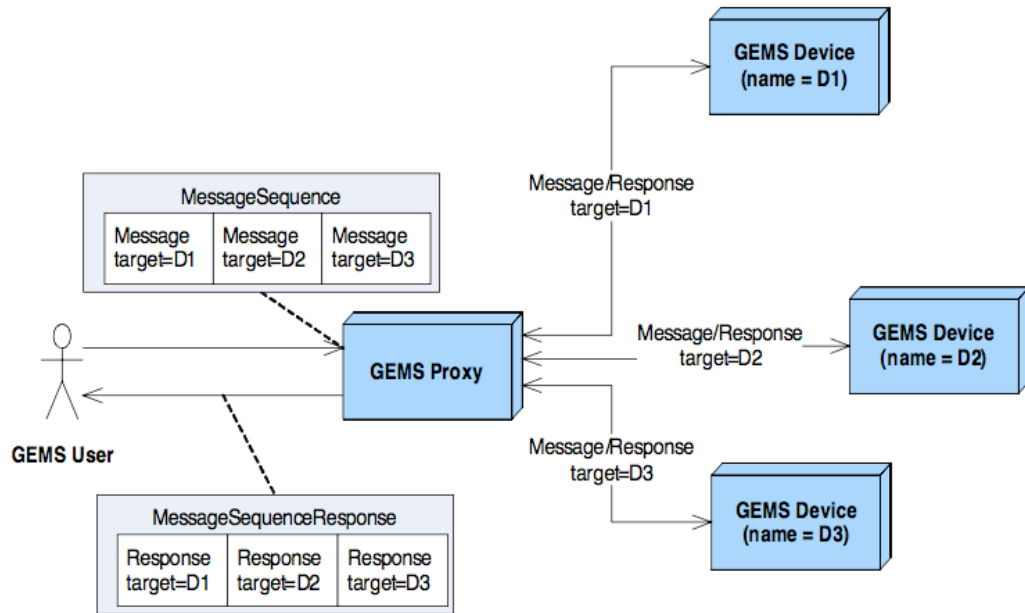 GEMS Device
(name = D1)
Message/Response
target=D1
MessageSequence
Message
target=D1
Message
target=D2
Message
target=D3
GEMS Proxy
Message/Response
target=D2
GEMS Device
(name = D2)
GEMS User
Message/Response
target=D3
GEMS Device
(name = D3)
MessageSequenceResponse
Response
target=D1
Response
target=D2
Response
target=D3